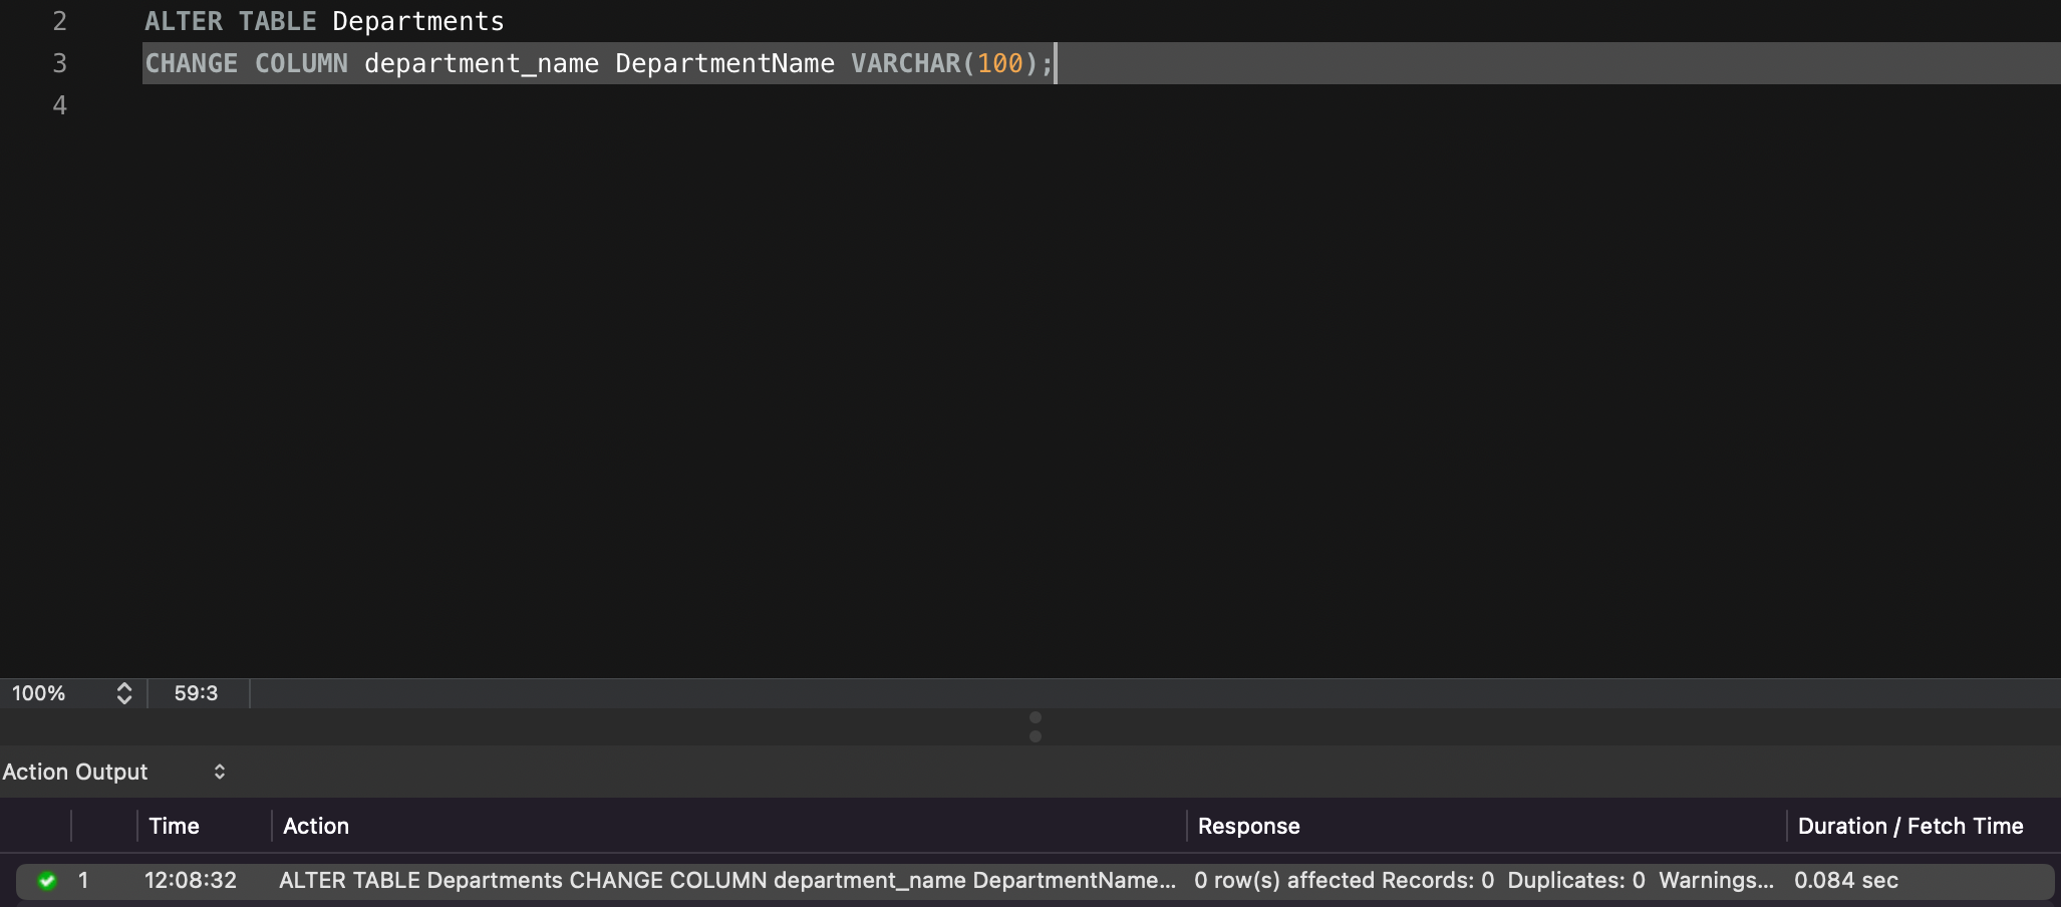 2 ALTER TABLE Departments
3 CHANGE COLUMN department_name DepartmentName VARCHAR(100);
4
100% 59:3
Action Output
Time Action Response Duration / Fetch Time
1 12:08:32 ALTER TABLE Departments CHANGE COLUMN department_name DepartmentName... 0 row(s) affected Records: 0 Duplicates: 0 Warnings... 0.084 sec